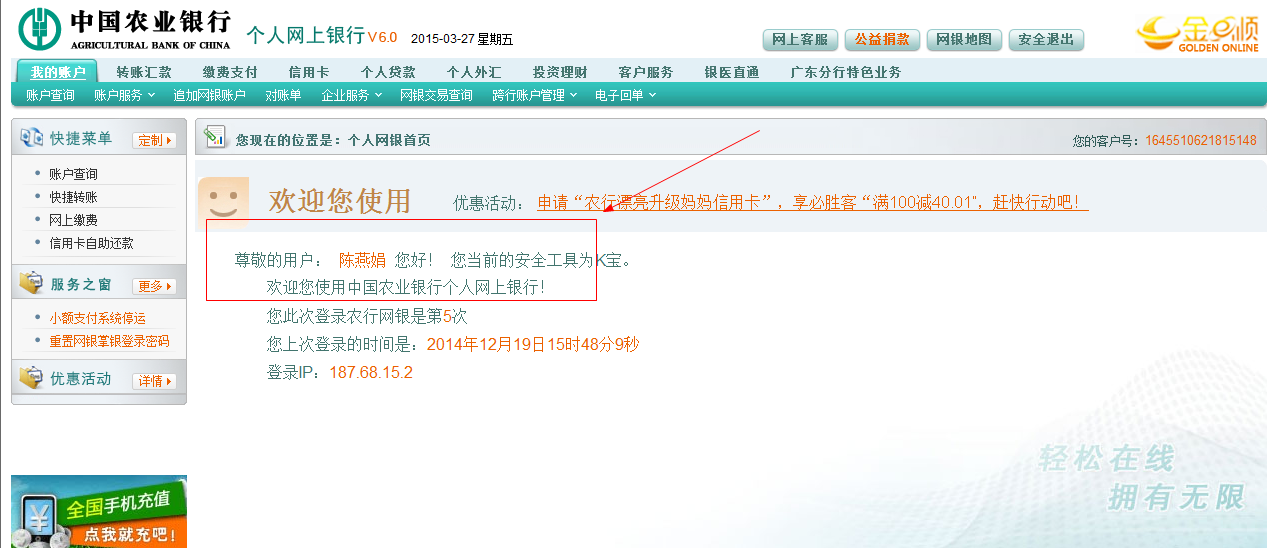 中国农业银行
AGRICULTURAL BANK OF CHINA
个人网上银行 V6.0 2015-03-27 星期五
网上客服 公益捐款 网银地图 安全退出
金e顺
GOLDEN ONLINE
我的账户 转账汇款 缴费支付 信用卡 个人贷款 个人外汇 投资理财 客户服务 银医直通 广东分行特色业务
账户查询 账户服务 追加网银账户 对账单 企业服务 网银交易查询 跨行账户管理 电子回单
快捷菜单 定制
账户查询
快捷转账
网上缴费
信用卡自助还款
服务之窗 更多
小额支付系统停运
重置网银掌银登录密码
优惠活动 详情
全国手机充值
点我就充吧！
您现在的位置是：个人网银首页 您的客户号：1645510621815148
欢迎您使用 优惠活动： 申请“农行漂亮升级妈妈信用卡”，享必胜客“满100减40.01”，赶快行动吧！
尊敬的用户： 陈燕娟 您好！ 您当前的安全工具为K宝。
欢迎您使用中国农业银行个人网上银行！
您此次登录农行网银是第5次
您上次登录的时间是：2014年12月19日15时48分9秒
登录IP：187.68.15.2
轻松在线
拥有无限